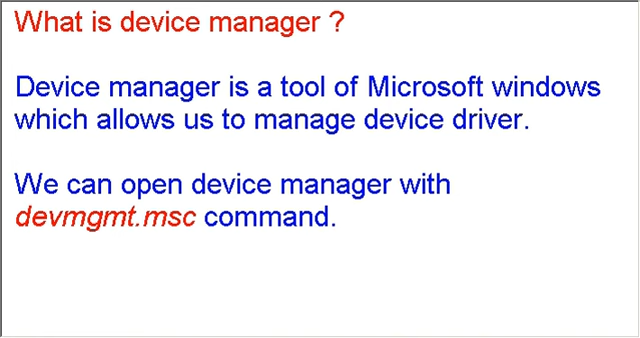 What is device manager ?
Device manager is a tool of Microsoft windows
which allows us to manage device driver.
We can open device manager with
devmgmt.msc command.